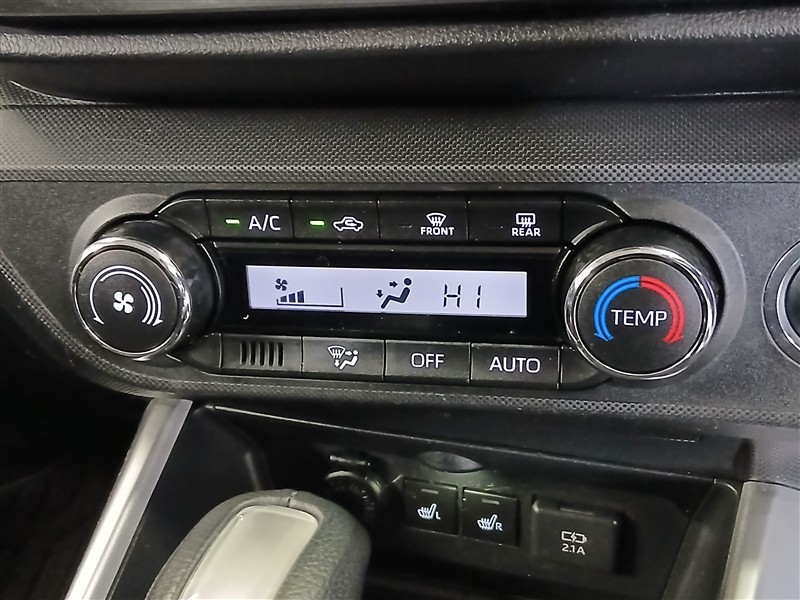 A/C
FRONT
REAR
HI
TEMP
OFF
AUTO
L
R
2.1A